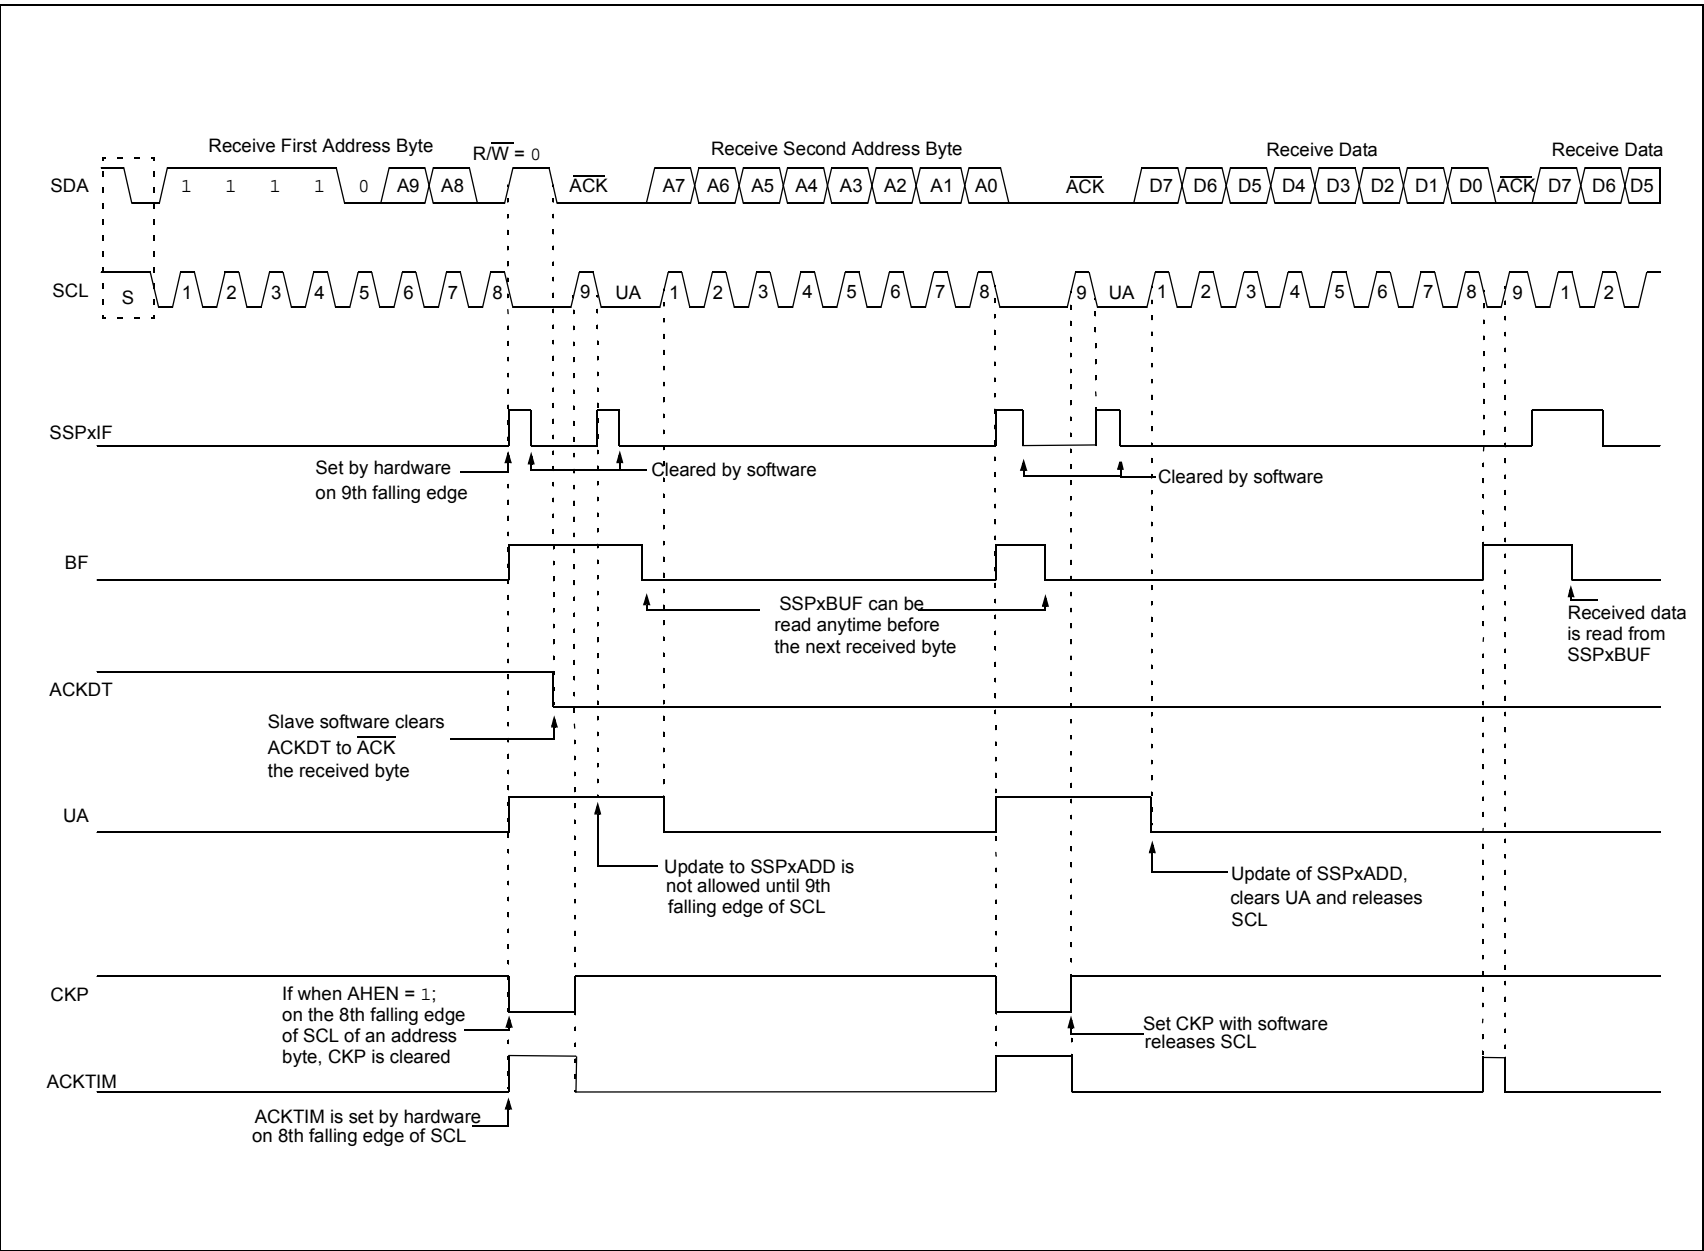 Receive First Address Byte
R/W = 0
Receive Second Address Byte
Receive Data
Receive Data
SDA 1 1 1 1 0 A9 A8 ACK A7 A6 A5 A4 A3 A2 A1 A0 ACK D7 D6 D5 D4 D3 D2 D1 D0 ACK D7 D6 D5
SCL S 1 2 3 4 5 6 7 8 9 UA 1 2 3 4 5 6 7 8 9 UA 1 2 3 4 5 6 7 8 9 1 2
SSPxIF
Set by hardware
on 9th falling edge
Cleared by software
Cleared by software
BF
SSPxBUF can be
read anytime before
the next received byte
Received data
is read from
SSPxBUF
ACKDT
Slave software clears
ACKDT to ACK
the received byte
UA
Update to SSPxADD is
not allowed until 9th
falling edge of SCL
Update of SSPxADD,
clears UA and releases
SCL
CKP
If when AHEN = 1;
on the 8th falling edge
of SCL of an address
byte, CKP is cleared
Set CKP with software
releases SCL
ACKTIM
ACKTIM is set by hardware
on 8th falling edge of SCL